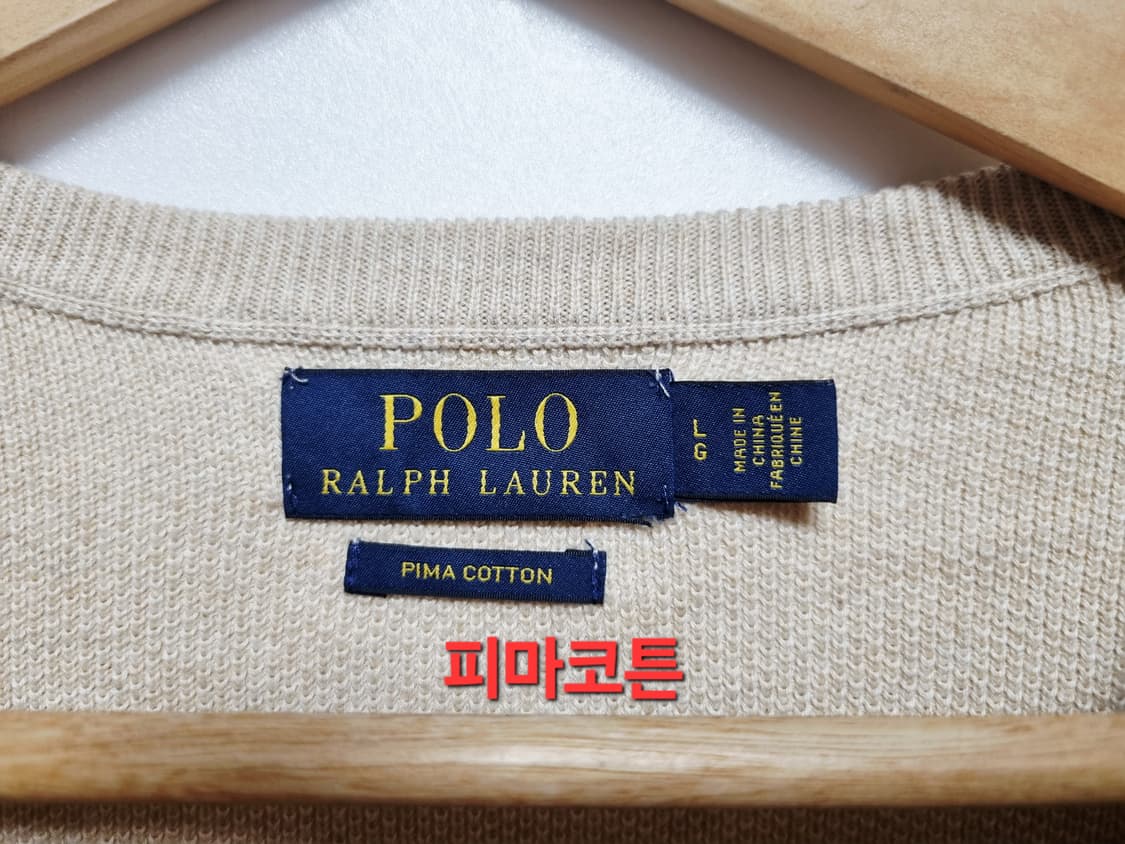 POLO
RALPH LAUREN
L
G
MADE IN
CHINA
FABRIQUÉ EN
CHINE
PIMA COTTON
피마코튼